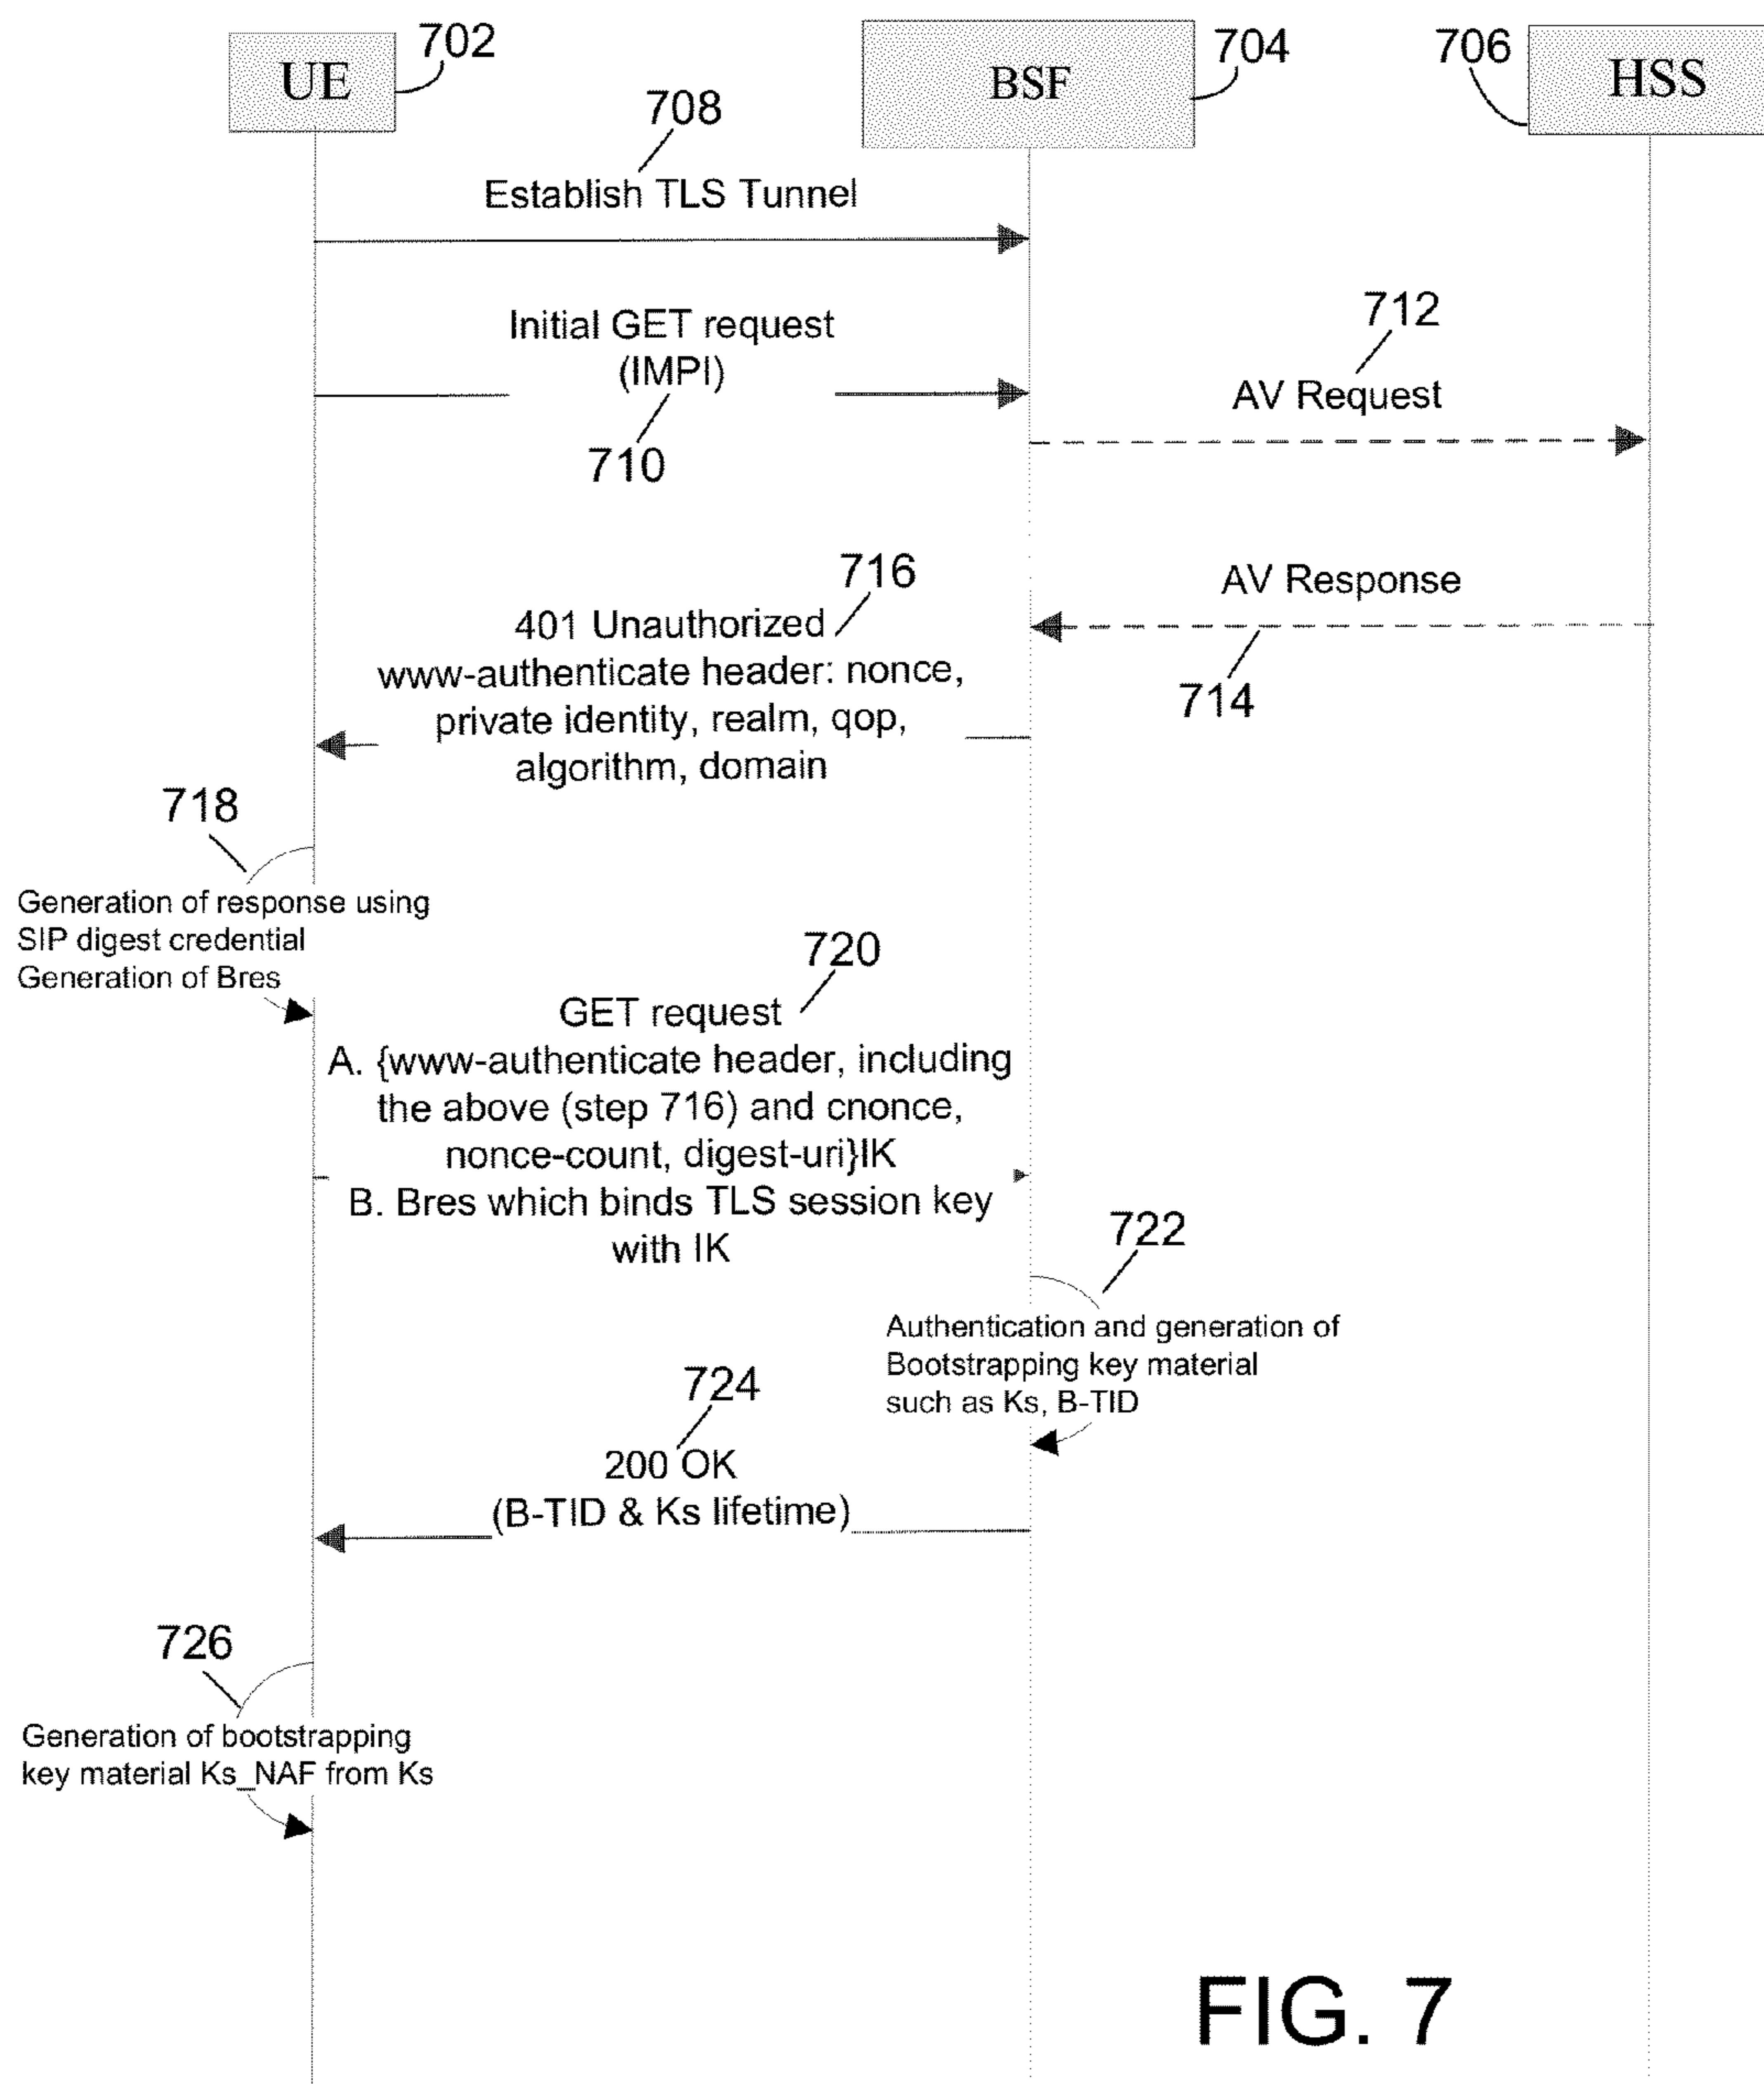 UE
702
BSF
704
706
HSS
708
Establish TLS Tunnel
Initial GET request
(IMPI)
710
712
AV Request
716
401 Unauthorized
www-authenticate header: nonce,
private identity, realm, qop,
algorithm, domain
AV Response
714
718
Generation of response using
SIP digest credential
Generation of Bres
720
GET request
A. {www-authenticate header, including
the above (step 716) and cnonce,
nonce-count, digest-uri}IK
B. Bres which binds TLS session key
with IK
722
Authentication and generation of
Bootstrapping key material
such as Ks, B-TID
724
200 OK
(B-TID & Ks lifetime)
726
Generation of bootstrapping
key material Ks_NAF from Ks
FIG. 7